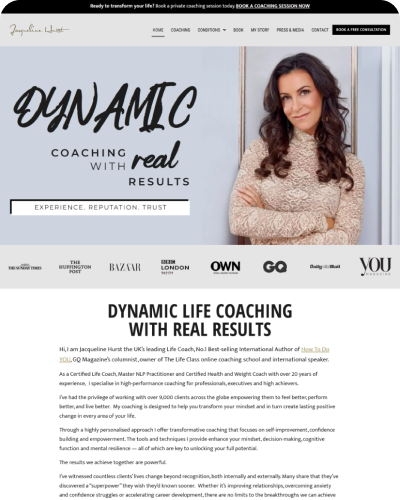 Ready to transform your life? Book a private coaching session today. BOOK A COACHING SESSION NOW
Jacqueline Hurst
HOME COACHING CONDITIONS BOOK MY STORY PRESS & MEDIA CONTACT BOOK A FREE CONSULTATION
DYNAMIC
COACHING
WITH real
RESULTS
EXPERIENCE. REPUTATION. TRUST
THE SUNDAY TIMES
THE HUFFINGTON POST
BAZAAR
BBC LONDON
OWN
GQ
Daily Mail
YOU MAGAZINE
DYNAMIC LIFE COACHING
WITH REAL RESULTS
Hi, I am Jacqueline Hurst the UK's leading Life Coach, No.1 Best-selling International Author of How To Do
YOU, GQ Magazine's columnist, owner of The Life Class online coaching school and international speaker.
As a Certified Life Coach, Master NLP Practitioner and Certified Health and Weight Coach with over 20 years of
experience, I specialise in high-performance coaching for professionals, executives and high achievers.
I've had the privilege of working with over 9,000 clients across the globe empowering them to feel better, perform
better, and live better. My coaching is designed to help you transform your mindset and in turn create lasting positive
change in every area of your life.
Through a highly personalised approach I offer transformative coaching that focuses on self-improvement, confidence
building and empowerment. The tools and techniques I provide enhance your mindset, decision-making, cognitive
function and mental resilience — all of which are key to unlocking your full potential.
The results we achieve together are powerful.
I've witnessed countless clients' lives change beyond recognition, both internally and externally. Many share that they've
discovered a "superpower" they wish they'd known sooner. Whether it's improving relationships, overcoming anxiety
and confidence struggles or accelerating career development, there are no limits to the breakthroughs we can achieve